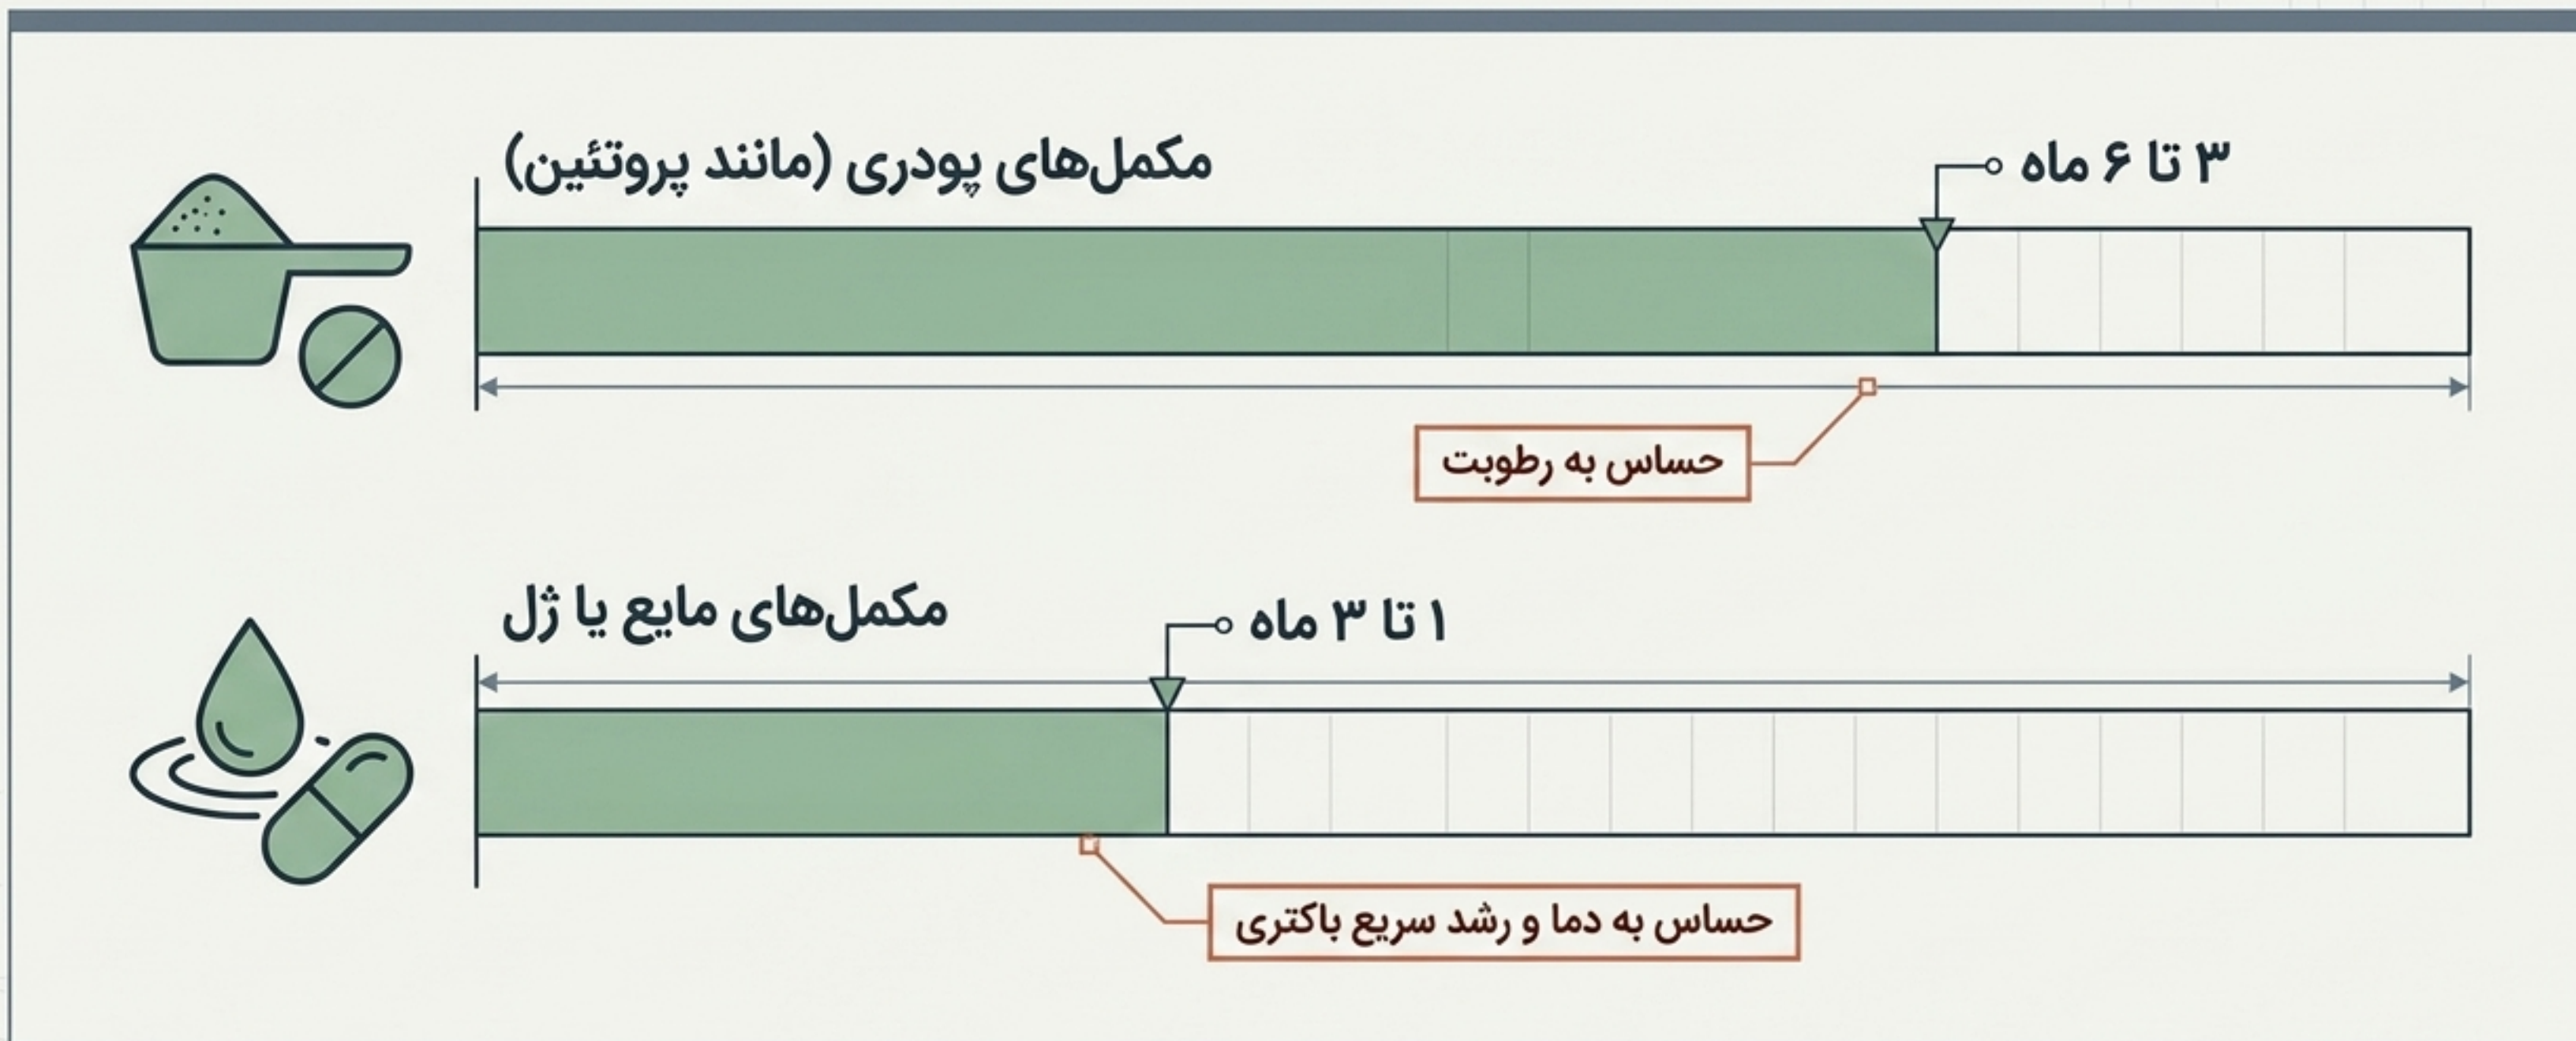 مکمل‌های پودری (مانند پروتئین)
۳ تا ۶ ماه
حساس به رطوبت
مکمل‌های مایع یا ژل
۱ تا ۳ ماه
حساس به دما و رشد سریع باکتری